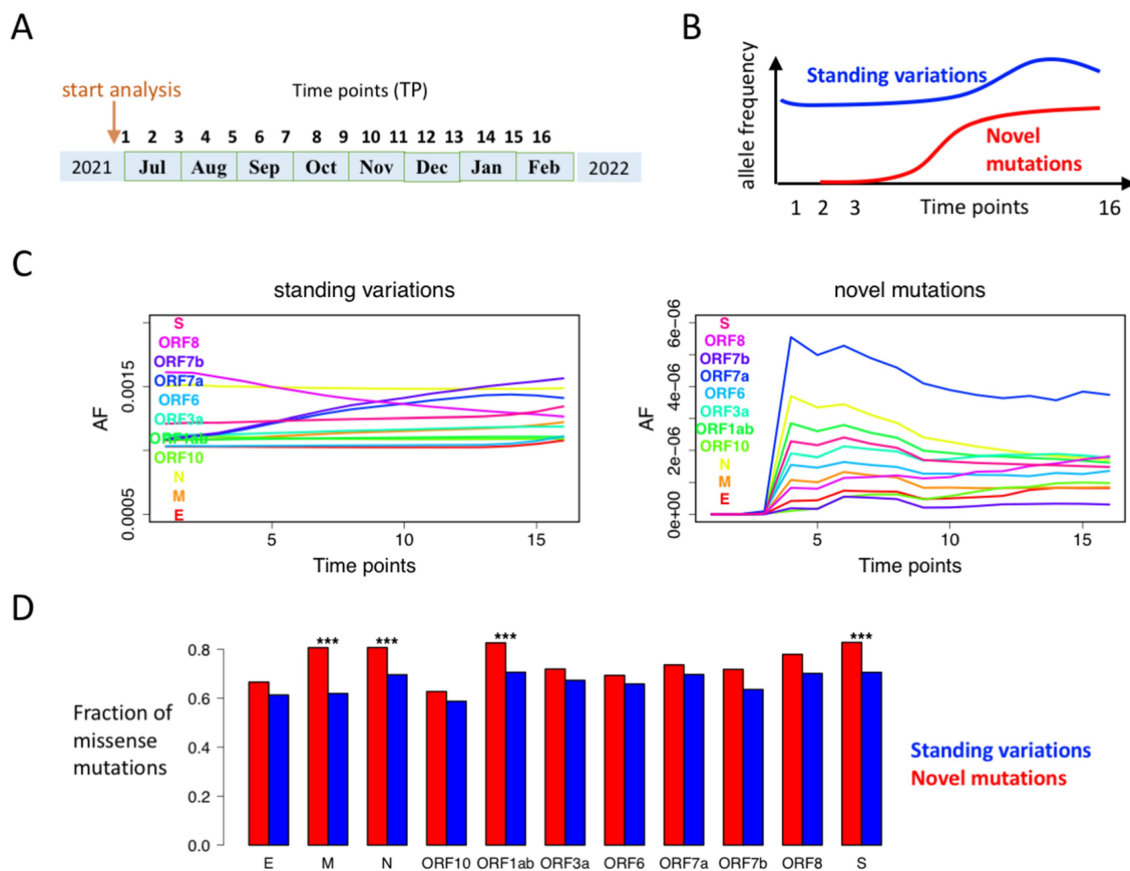 A
start analysis
Time points (TP)
1 2 3 4 5 6 7 8 9 10 11 12 13 14 15 16
2021 Jul Aug Sep Oct Nov Dec Jan Feb 2022
B
allele frequency
Standing variations
Novel
mutations
1 2 3 Time points 16
C
standing variations
AF
0.0015
0.0005
S
ORF8
ORF7b
ORF7a
ORF6
ORF3a
ORF1ab
ORF10
N
M
E
5 10 15
Time points
novel mutations
AF
6e-06
4e-06
2e-06
0e+00
S
ORF8
ORF7b
ORF7a
ORF6
ORF3a
ORF1ab
ORF10
N
M
E
5 10 15
Time points
D
Fraction of
missense
mutations
0.8
0.6
0.4
0.2
0.0
*** *** *** ***
E M N ORF10 ORF1ab ORF3a ORF6 ORF7a ORF7b ORF8 S
Standing variations
Novel mutations